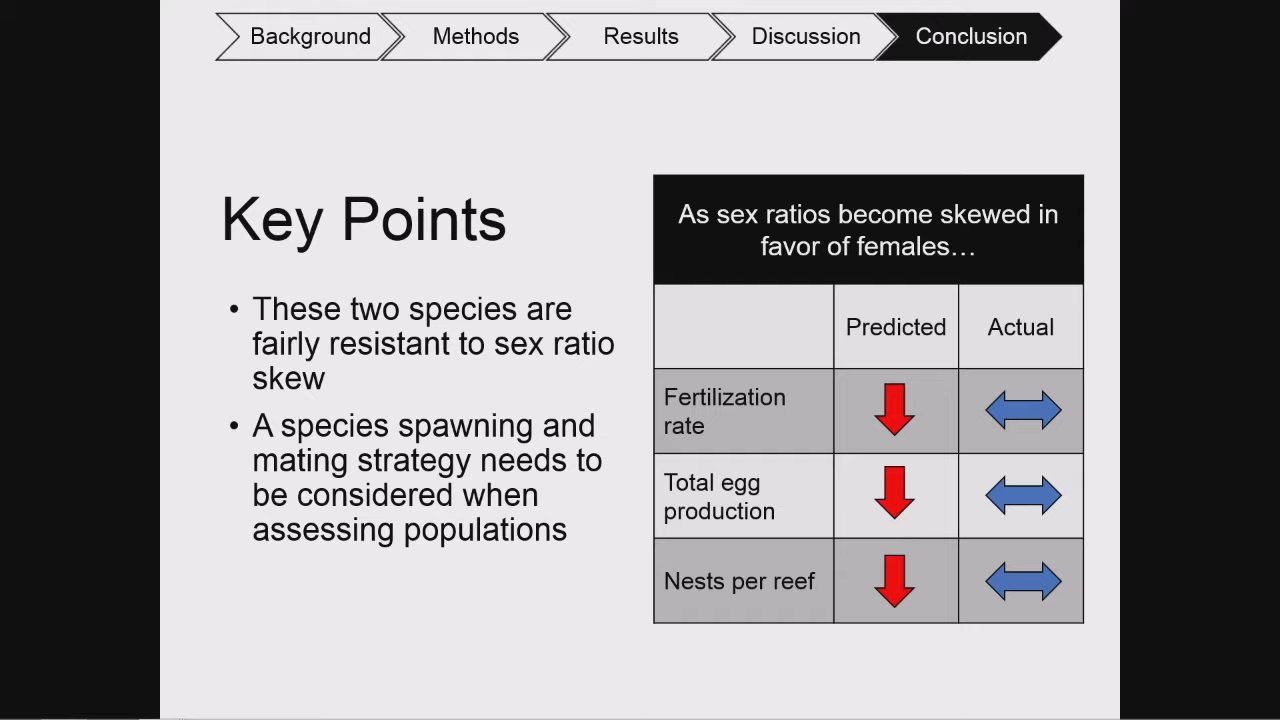 Background
Methods
Results
Discussion
Conclusion
Key Points
• These two species are
fairly resistant to sex ratio
skew
• A species spawning and
mating strategy needs to
be considered when
assessing populations
As sex ratios become skewed in
favor of females…
Predicted
Actual
Fertilization
rate
Total egg
production
Nests per reef